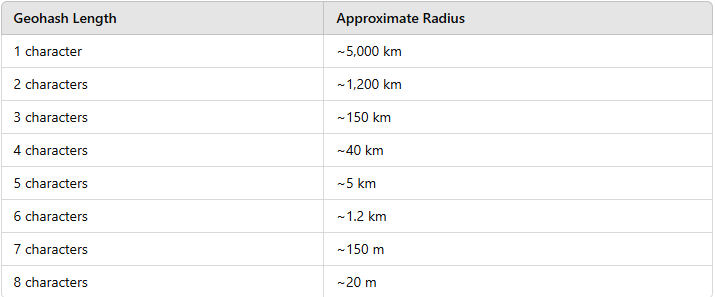 Geohash Length Approximate Radius
1 character ~5,000 km
2 characters ~1,200 km
3 characters ~150 km
4 characters ~40 km
5 characters ~5 km
6 characters ~1.2 km
7 characters ~150 m
8 characters ~20 m